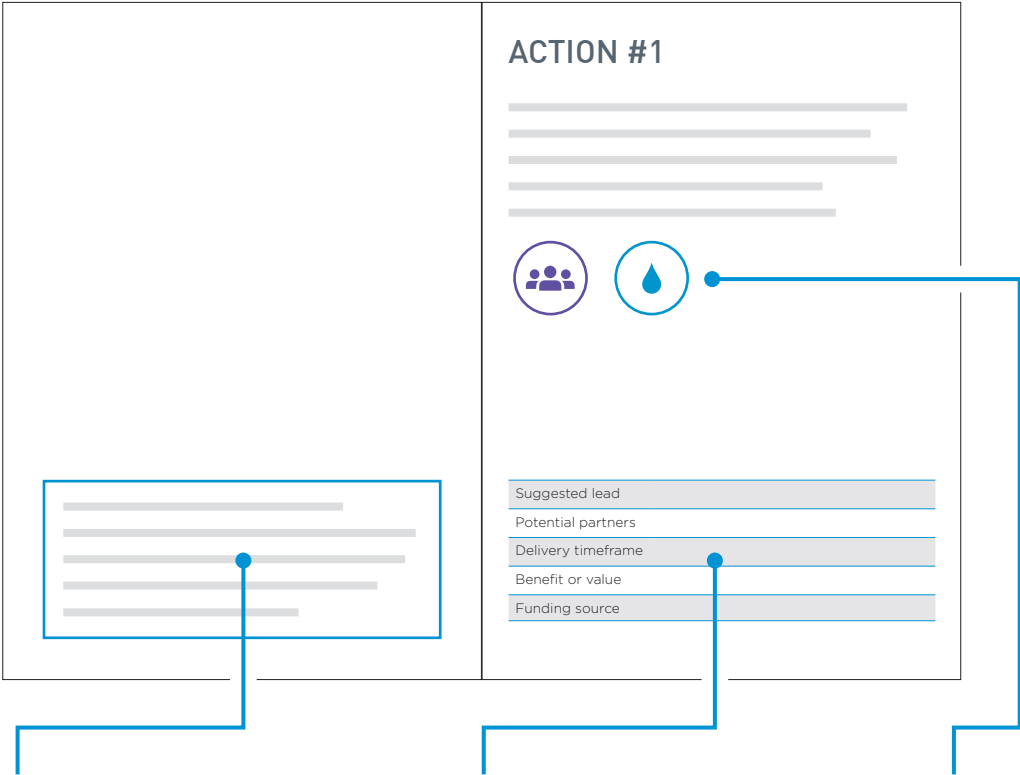 ACTION #1
Suggested lead
Potential partners
Delivery timeframe
Benefit or value
Funding source